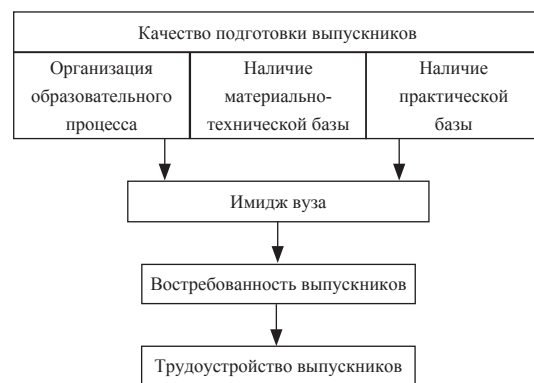 Качество подготовки выпускников
Организация
образовательного
процесса
Наличие
материально-
технической базы
Наличие
практической
базы
Имидж вуза
Востребованность выпускников
Трудоустройство выпускников